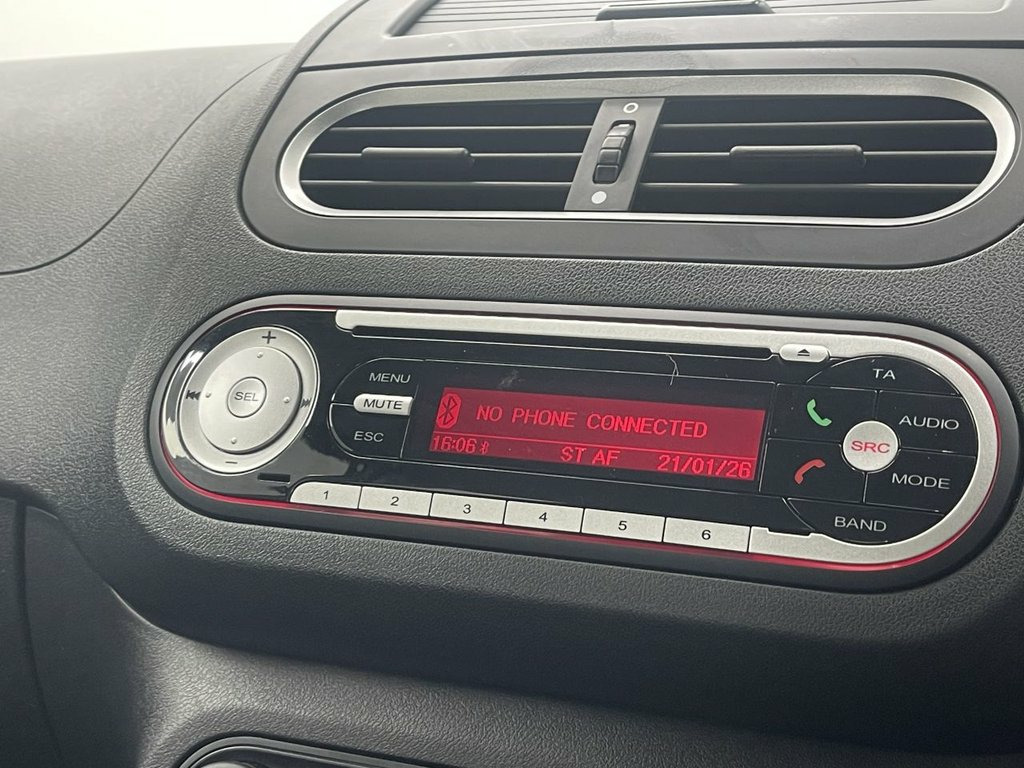 +
SEL
−
MENU
MUTE
ESC
NO PHONE CONNECTED
16:06
ST AF
21/01/26
TA
AUDIO
SRC
MODE
BAND
1
2
3
4
5
6